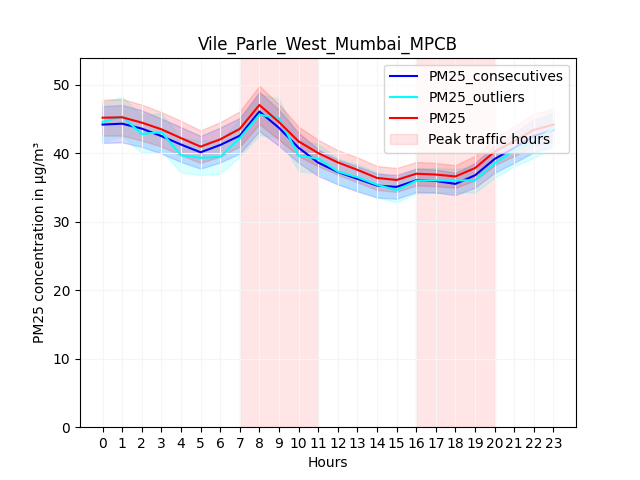 Vile_Parle_West_Mumbai_MPCB
PM25_consecutives
PM25_outliers
PM25
Peak traffic hours
PM25 concentration in µg/m³
50
40
30
20
10
0
0 1 2 3 4 5 6 7 8 9 10 11 12 13 14 15 16 17 18 19 20 21 22 23
Hours